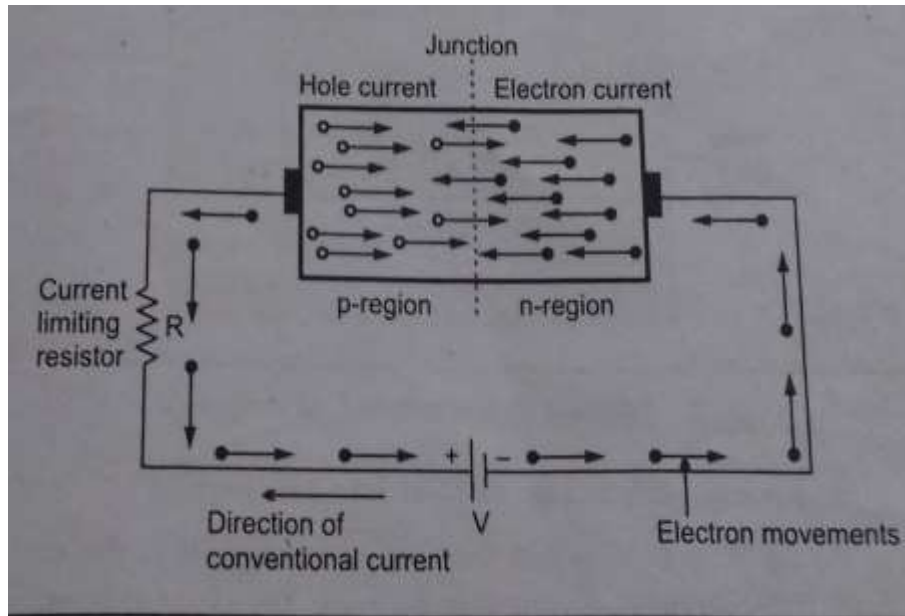 Junction
Hole current
Electron current
Current
limiting
resistor
R
p-region
n-region
+
–
V
Direction of
conventional current
Electron movements